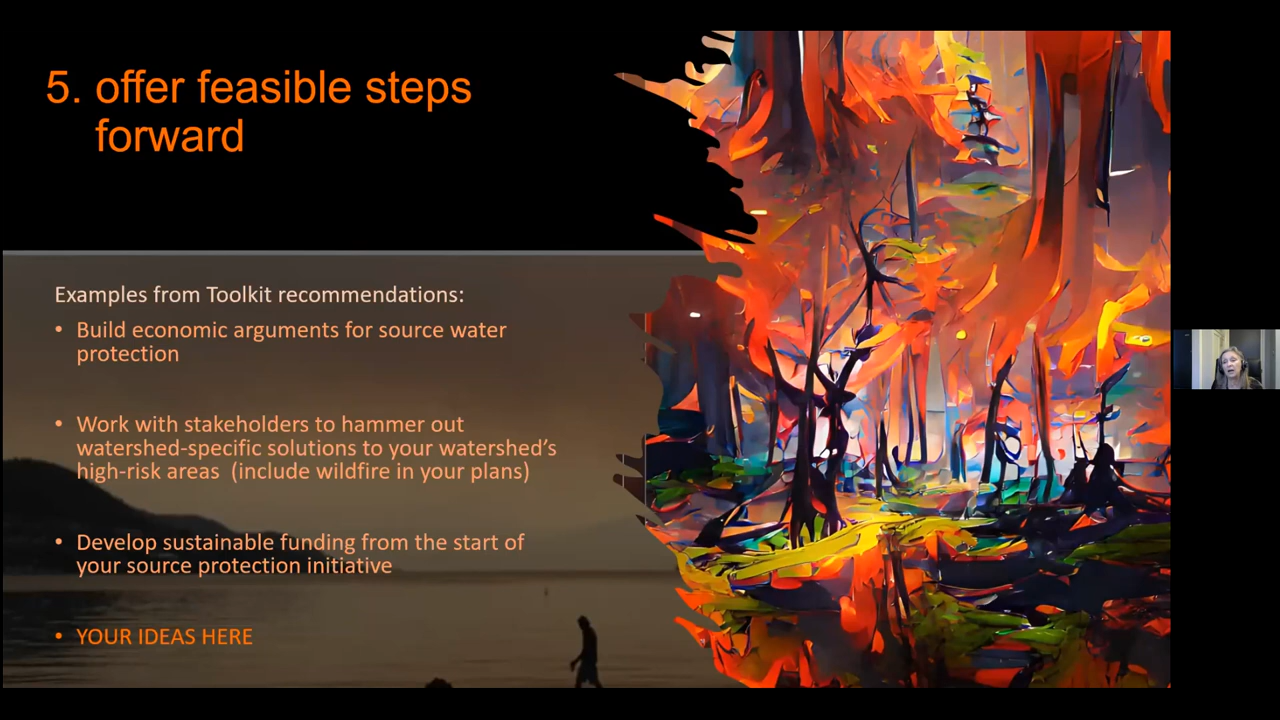 5. offer feasible steps
forward
Examples from Toolkit recommendations:
• Build economic arguments for source water
protection
• Work with stakeholders to hammer out
watershed-specific solutions to your watershed’s
high-risk areas  (include wildfire in your plans)
• Develop sustainable funding from the start of
your source protection initiative
• YOUR IDEAS HERE